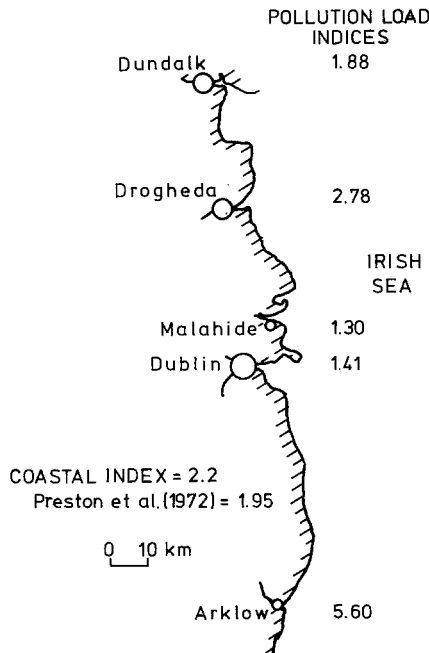 POLLUTION LOAD
INDICES
Dundalk 1.88
Drogheda 2.78
IRISH
SEA
Malahide 1.30
Dublin 1.41
COASTAL INDEX = 2.2
Preston et al.(1972) = 1.95
0 10 km
Arklow 5.60